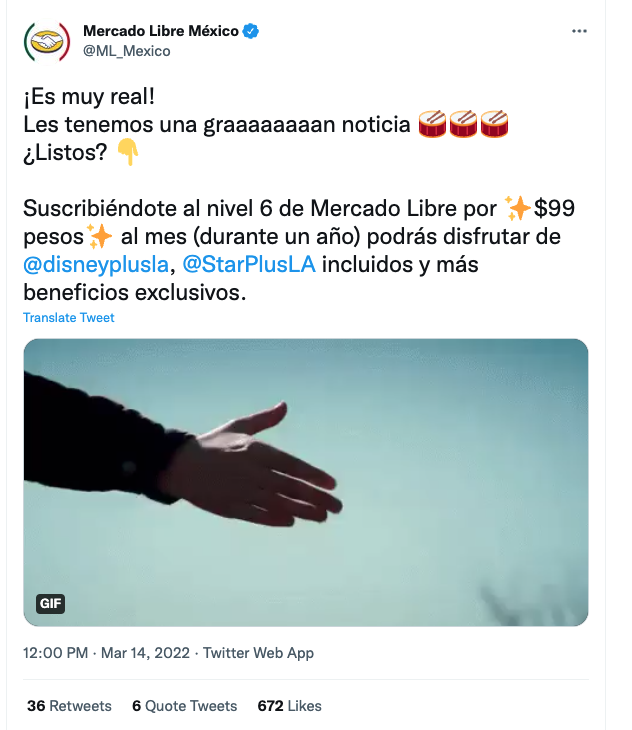 Mercado Libre México
@ML_Mexico
¡Es muy real!
Les tenemos una graaaaaaaan noticia 🥁🥁🥁
¿Listos? 👇
Suscribiéndote al nivel 6 de Mercado Libre por ✨$99
pesos✨ al mes (durante un año) podrás disfrutar de
@disneyplusla, @StarPlusLA incluidos y más
beneficios exclusivos.
Translate Tweet
GIF
12:00 PM · Mar 14, 2022 · Twitter Web App
36 Retweets 6 Quote Tweets 672 Likes